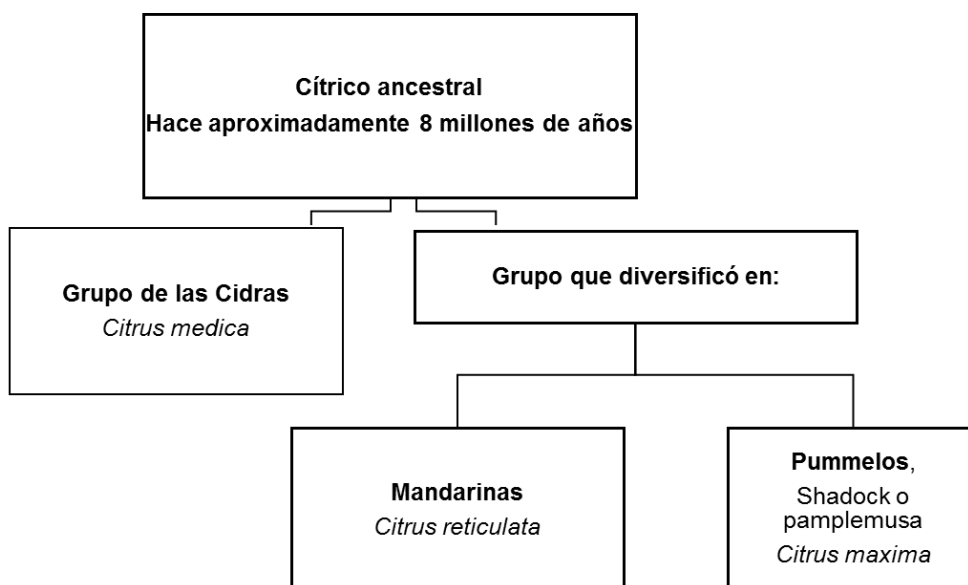 Cítrico ancestral
Hace aproximadamente 8 millones de años
Grupo de las Cidras
Citrus medica
Grupo que diversificó en:
Mandarinas
Citrus reticulata
Pummelos,
Shadock o
pamplemusa
Citrus maxima